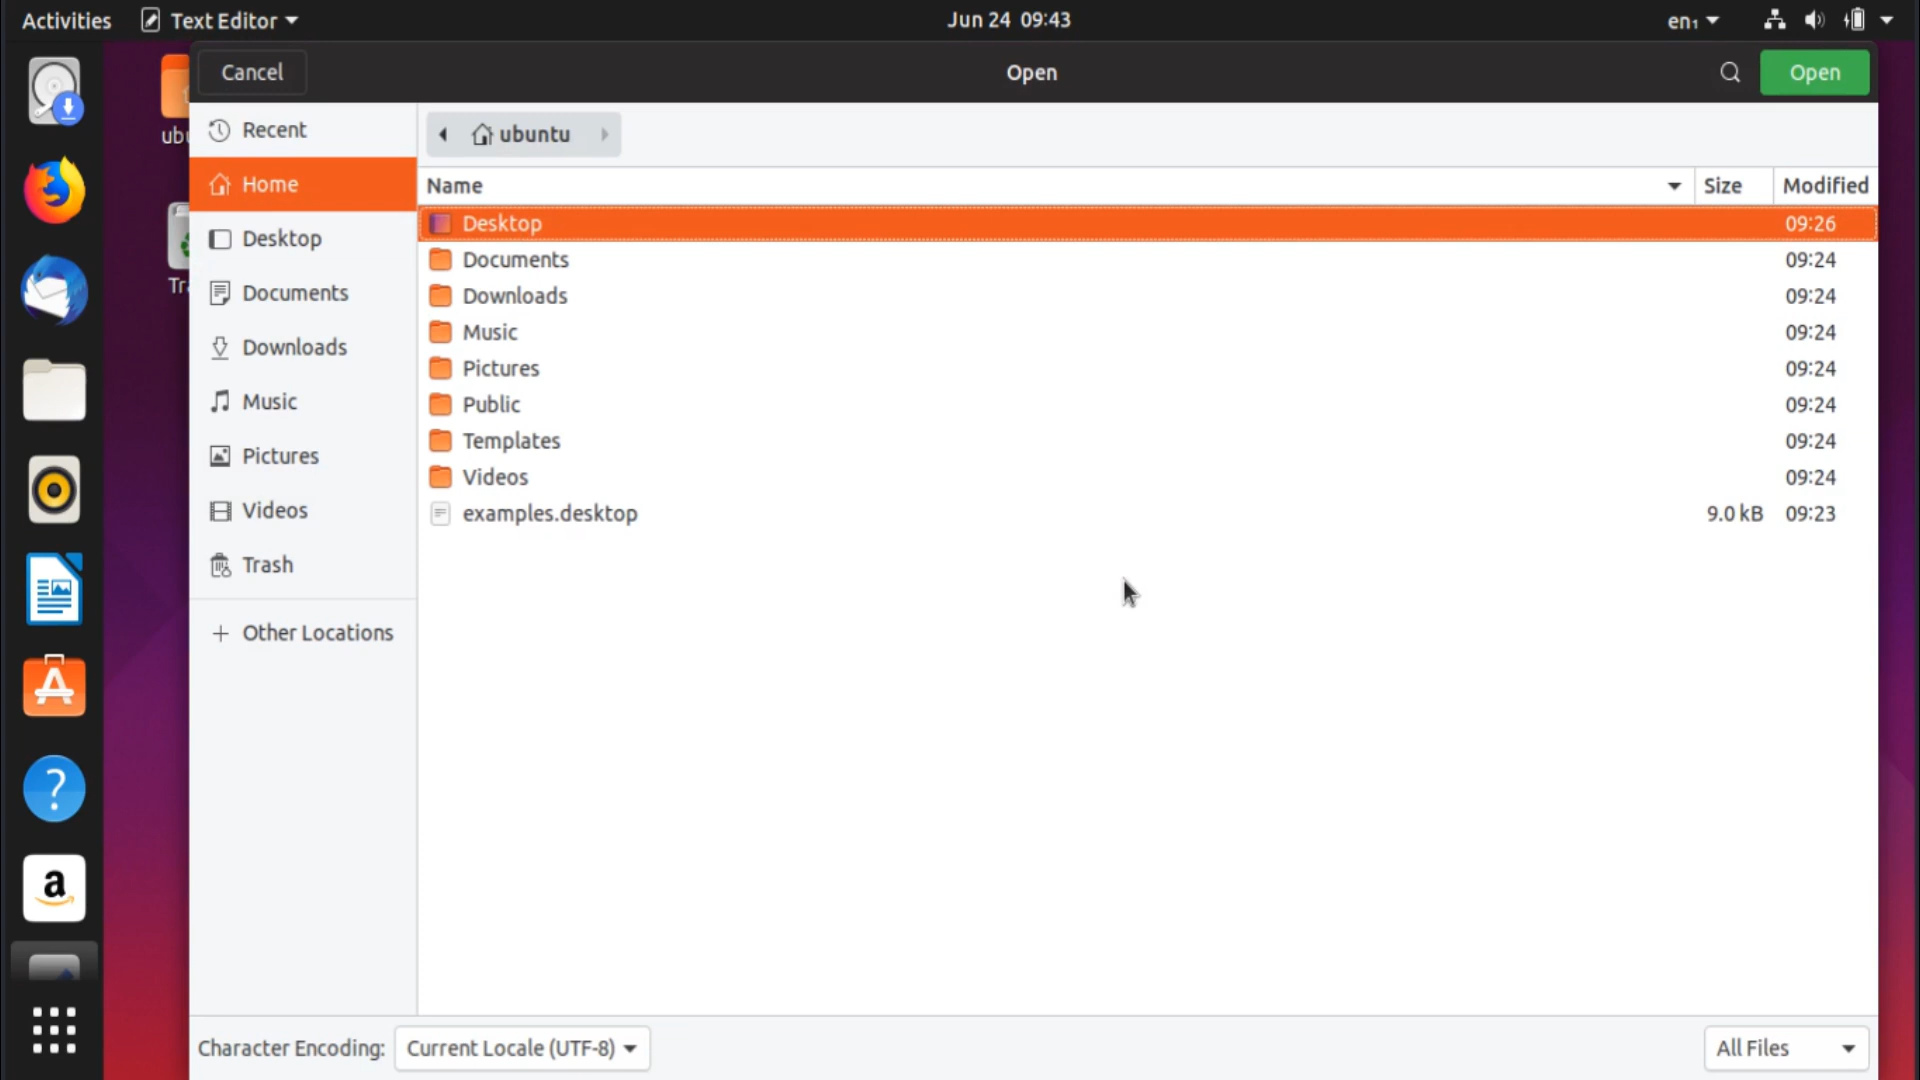 Activities Text Editor Jun 24 09:43 en₁
Cancel Open Open
Recent
Home
Desktop
Documents
Downloads
Music
Pictures
Videos
Trash
Other Locations
ubuntu
Name Size Modified
Desktop 09:26
Documents 09:24
Downloads 09:24
Music 09:24
Pictures 09:24
Public 09:24
Templates 09:24
Videos 09:24
examples.desktop 9.0 kB 09:23
Character Encoding: Current Locale (UTF-8) All Files